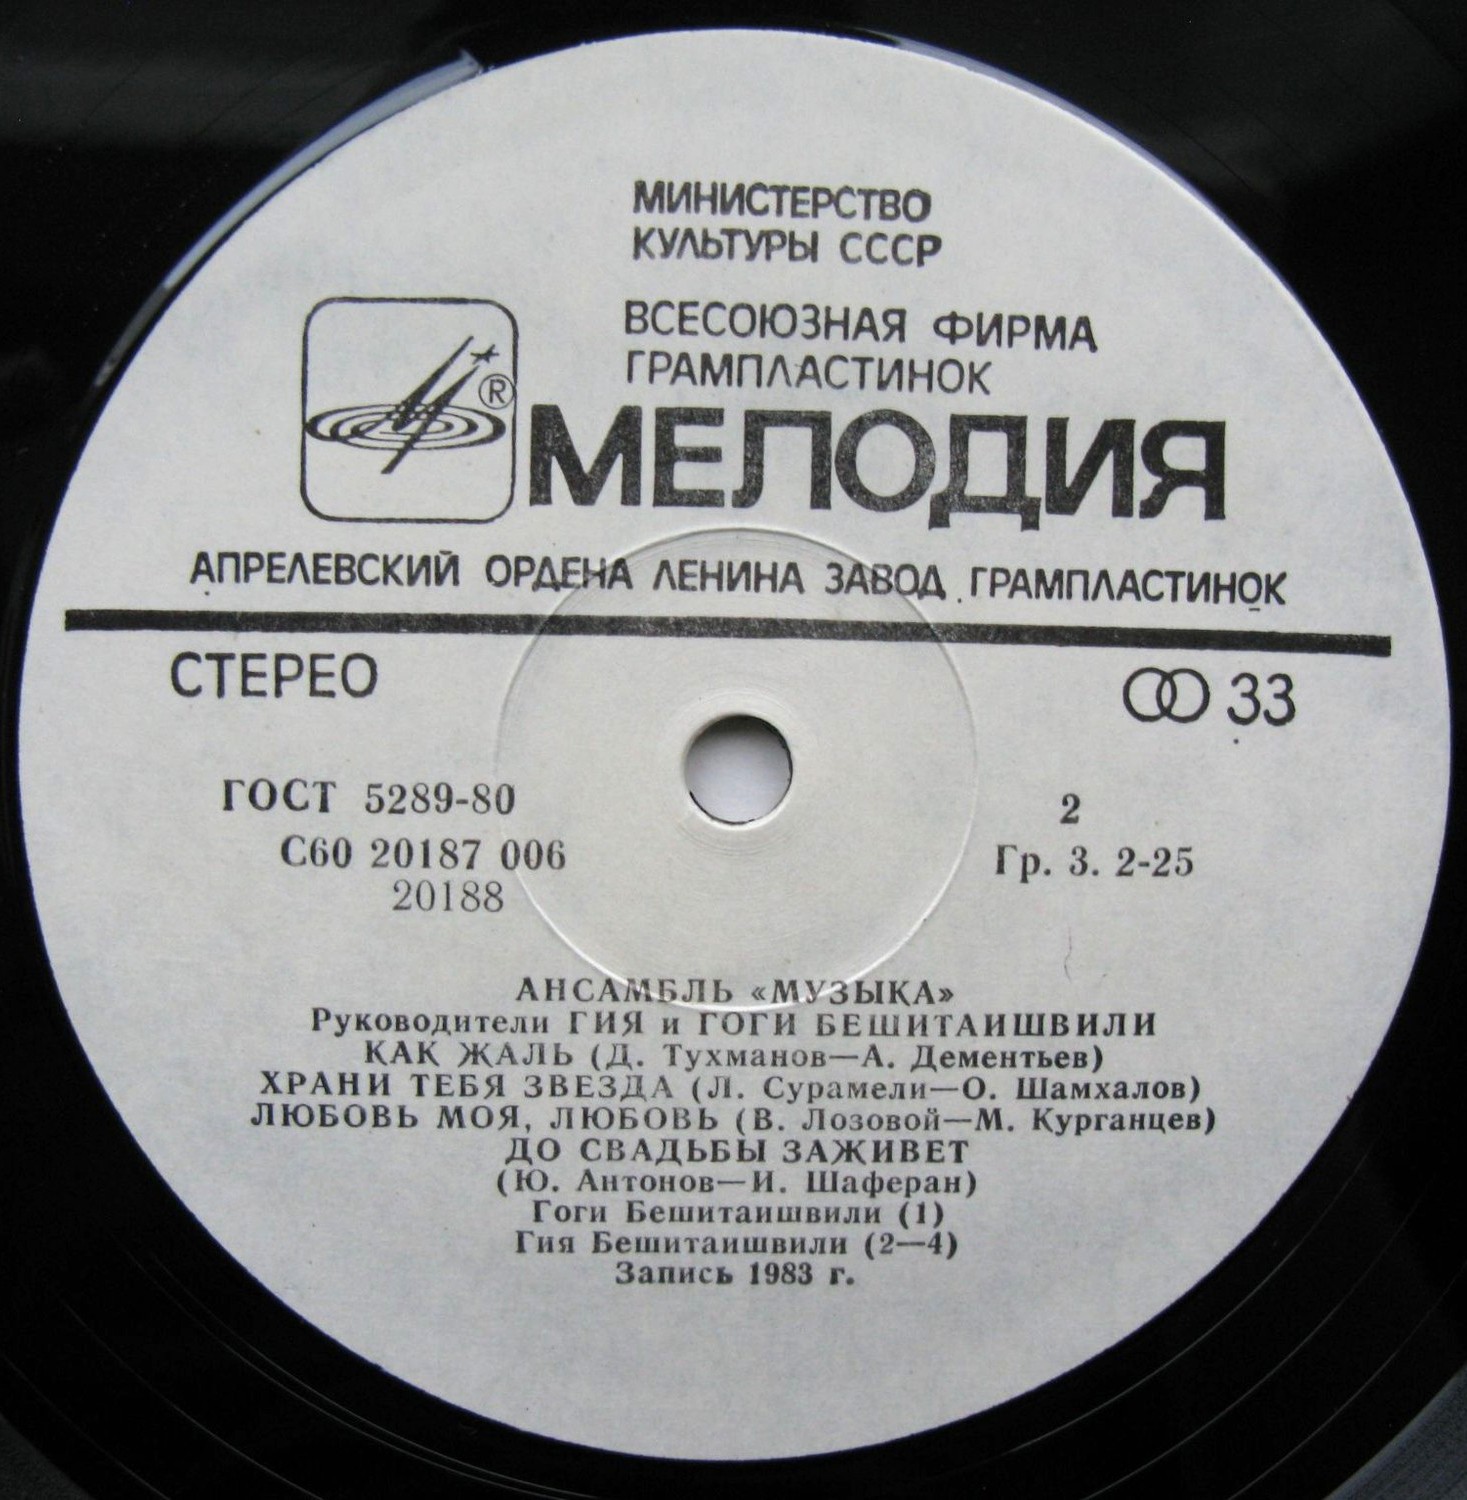 МИНИСТЕРСТВО
КУЛЬТУРЫ СССР
ВСЕСОЮЗНАЯ ФИРМА
ГРАМПЛАСТИНОК
®
МЕЛОДИЯ
АПРЕЛЕВСКИЙ ОРДЕНА ЛЕНИНА ЗАВОД ГРАМПЛАСТИНОК
СТЕРЕО
33
ГОСТ 5289-80
2
С60 20187 006
Гр. 3. 2-25
20188
АНСАМБЛЬ «МУЗЫКА»
Руководители ГИЯ и ГОГИ БЕШИТАИШВИЛИ
КАК ЖАЛЬ (Д. Тухманов—А. Дементьев)
ХРАНИ ТЕБЯ ЗВЕЗДА (Л. Сурамели—О. Шамхалов)
ЛЮБОВЬ МОЯ, ЛЮБОВЬ (В. Лозовой—М. Курганцев)
ДО СВАДЬБЫ ЗАЖИВЕТ
(Ю. Антонов—И. Шаферан)
Гоги Бешитаишвили (1)
Гия Бешитаишвили (2—4)
Запись 1983 г.